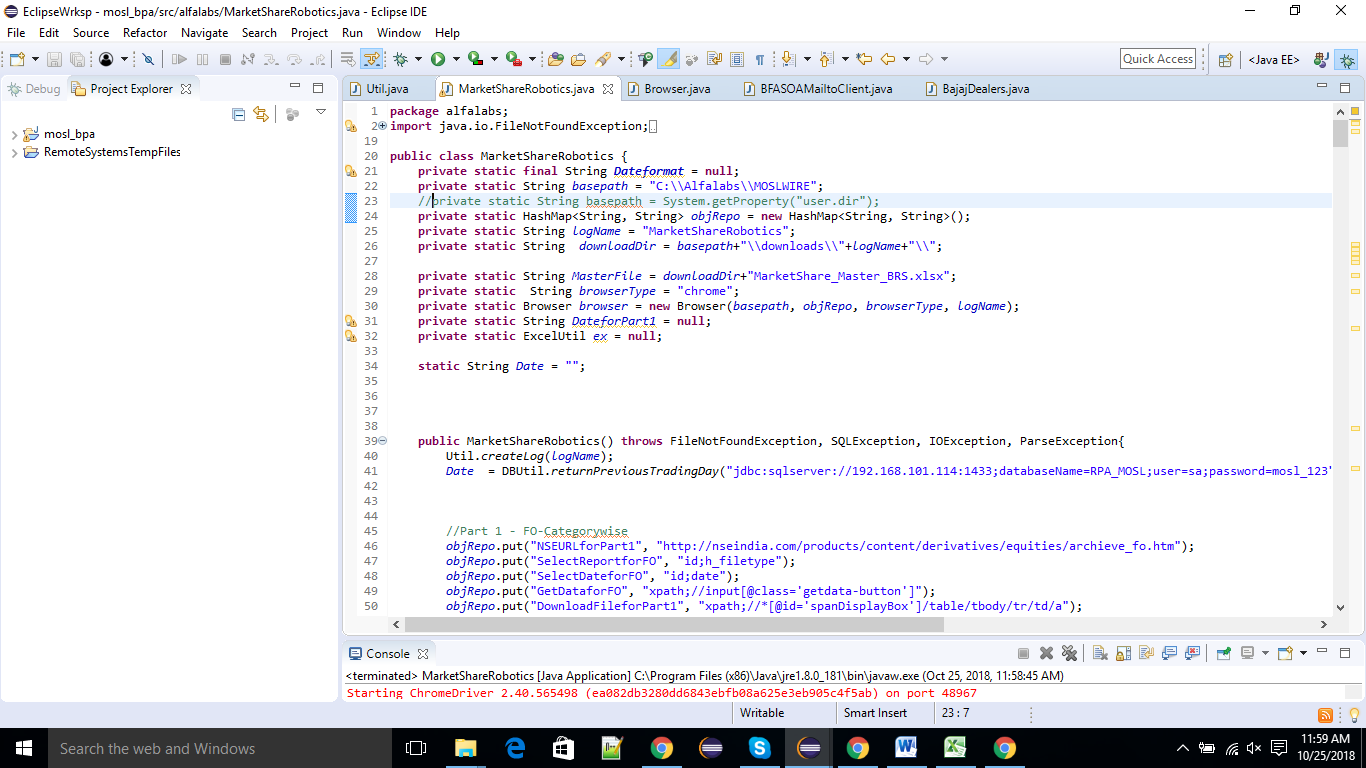 EclipseWrksp - mosl_bpa/src/alfalabs/MarketShareRobotics.java - Eclipse IDE
File Edit Source Refactor Navigate Search Project Run Window Help
Quick Access <Java EE>
Debug Project Explorer
Util.java MarketShareRobotics.java Browser.java BFASOAMailtoClient.java BajajDealers.java
mosl_bpa
RemoteSystemsTempFiles
1 package alfalabs;
2 import java.io.FileNotFoundException;
19
20 public class MarketShareRobotics {
21 private static final String Dateformat = null;
22 private static String basepath = "C:\\Alfalabs\\MOSLWIRE";
23 //private static String basepath = System.getProperty("user.dir");
24 private static HashMap<String, String> objRepo = new HashMap<String, String>();
25 private static String logName = "MarketShareRobotics";
26 private static String downloadDir = basepath+"\\downloads\\"+logName+"\\";
27
28 private static String MasterFile = downloadDir+"MarketShare_Master_BRS.xlsx";
29 private static String browserType = "chrome";
30 private static Browser browser = new Browser(basepath, objRepo, browserType, logName);
31 private static String DateforPart1 = null;
32 private static ExcelUtil ex = null;
33
34 static String Date = "";
35
36
37
38
39 public MarketShareRobotics() throws FileNotFoundException, SQLException, IOException, ParseException{
40 Util.createLog(logName);
41 Date = DBUtil.returnPreviousTradingDay("jdbc:sqlserver://192.168.101.114:1433;databaseName=RPA_MOSL;user=sa;password=mosl_123"
42
43
44
45 //Part 1 - FO-Categorywise
46 objRepo.put("NSEURLforPart1", "http://nseindia.com/products/content/derivatives/equities/archieve_fo.htm");
47 objRepo.put("SelectReportforFO", "id;h_filetype");
48 objRepo.put("SelectDateforFO", "id;date");
49 objRepo.put("GetDataforFO", "xpath;//input[@class='getdata-button']");
50 objRepo.put("DownloadFileforPart1", "xpath;//*[@id='spanDisplayBox']/table/tbody/tr/td/a");
Console
<terminated> MarketShareRobotics [Java Application] C:\Program Files (x86)\Java\jre1.8.0_181\bin\javaw.exe (Oct 25, 2018, 11:58:45 AM)
Starting ChromeDriver 2.40.565498 (ea082db3280dd6843ebfb08a625e3eb905c4f5ab) on port 48967
Writable Smart Insert 23 : 7
Search the web and Windows
11:59 AM
10/25/2018